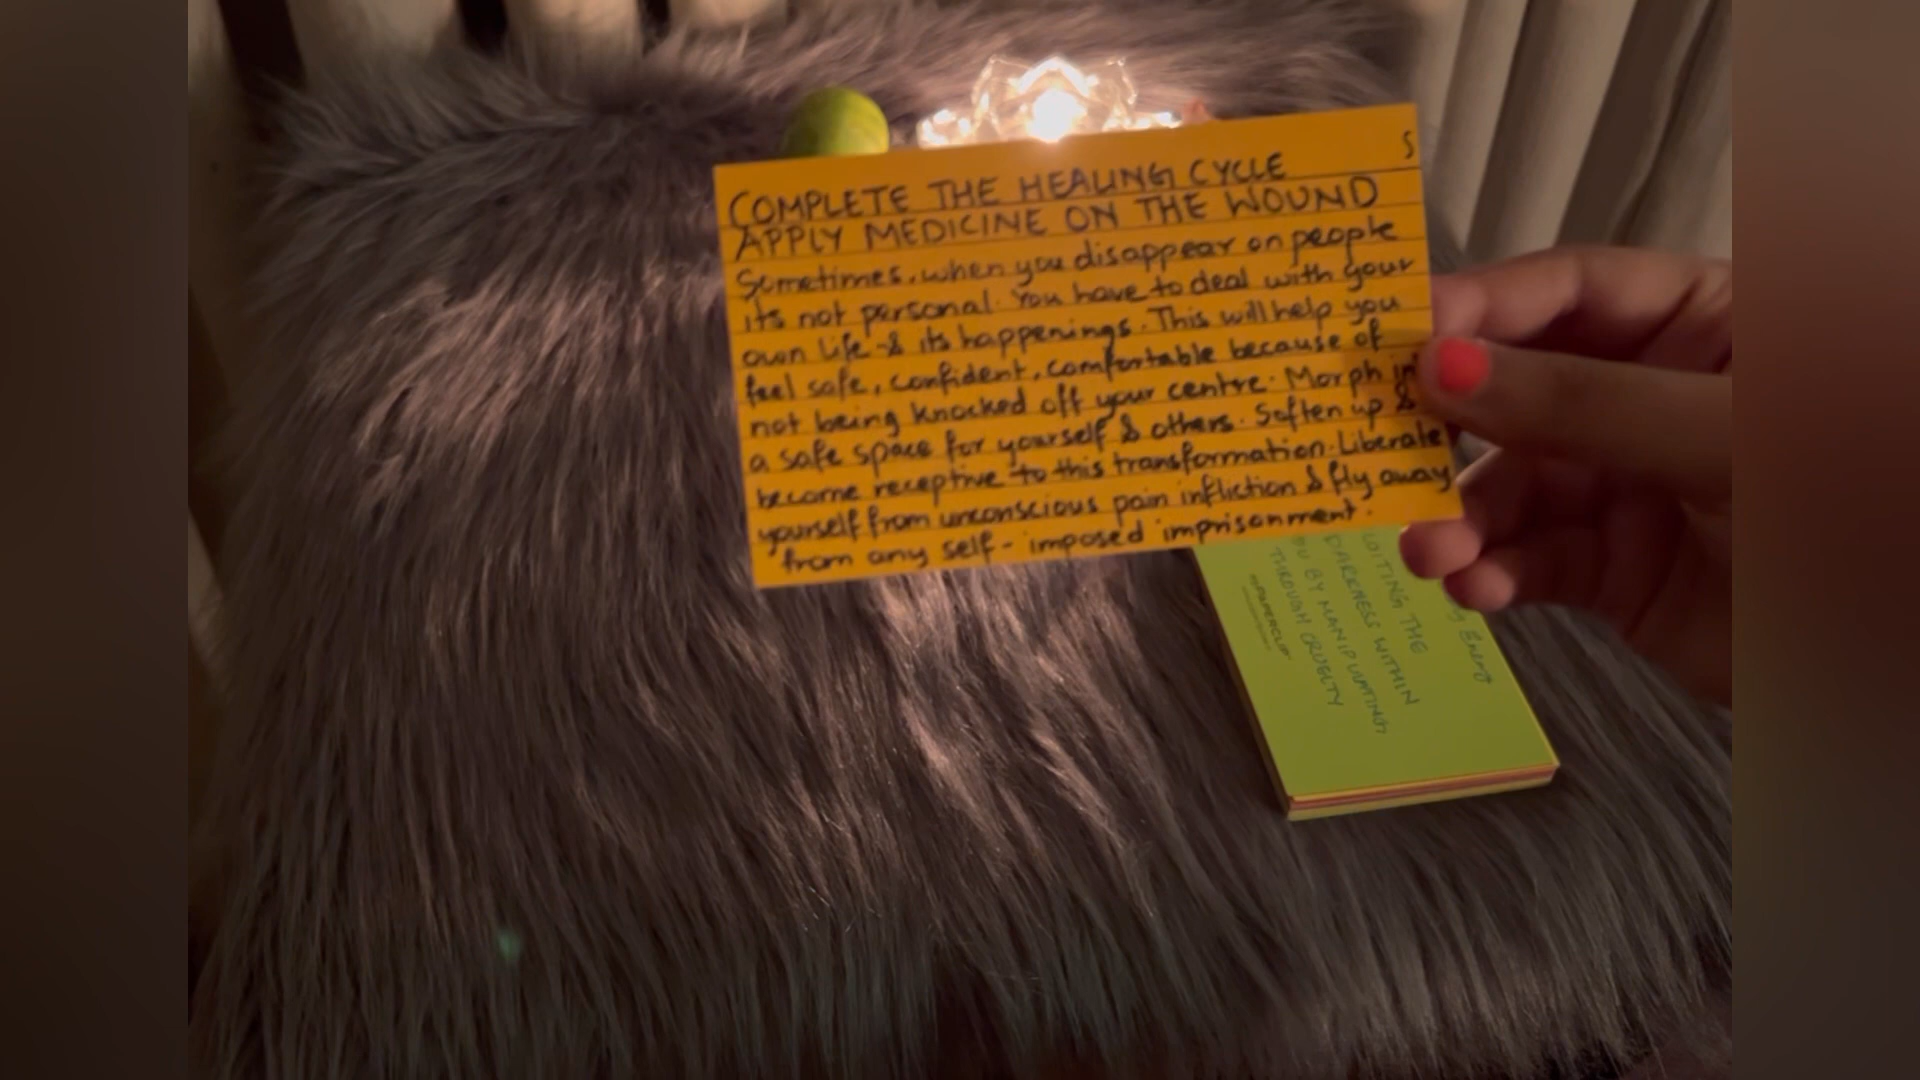 S
COMPLETE THE HEALING CYCLE
APPLY MEDICINE ON THE WOUND
Sometimes, when you disappear on people
its not personal. You have to deal with your
own life & its happenings. This will help you
feel safe, confident, comfortable because of
not being knocked off your centre. Morph in
a safe space for yourself & others. Soften up &
become receptive to this transformation. Liberate
yourself from unconscious pain infliction & fly away
from any self-imposed imprisonment.
Energy
THE
DARKNESS WITHIN
BY MANIPULATING
THROUGH CRUELTY